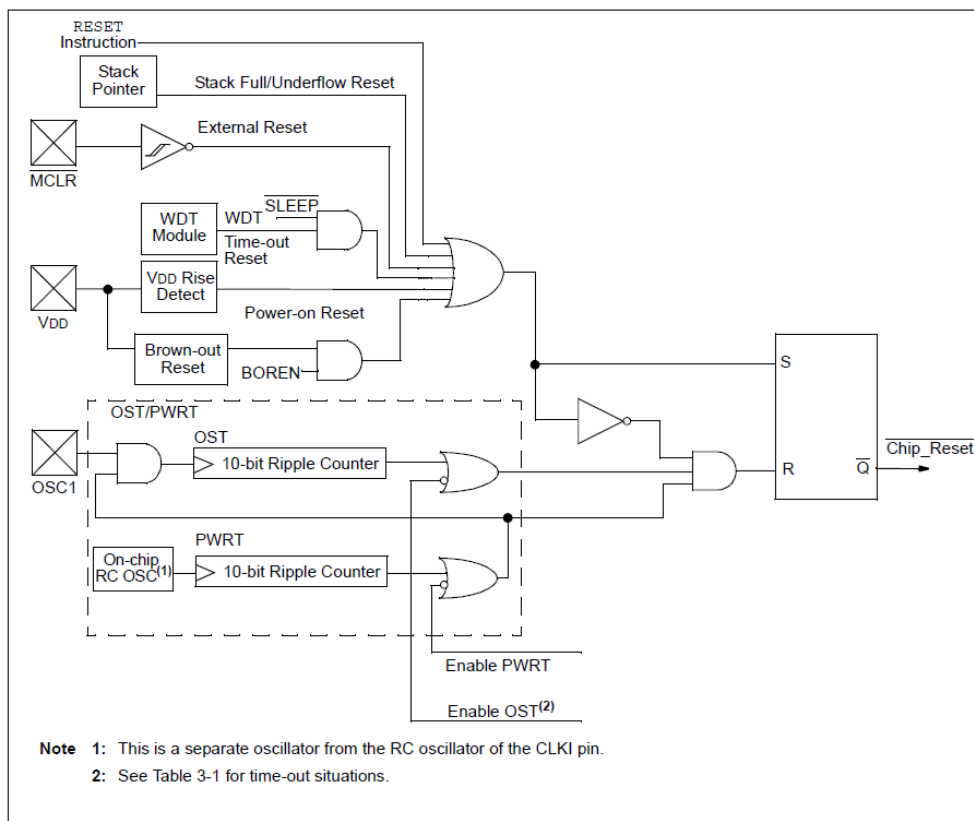 RESET
Instruction
Stack
Pointer
Stack Full/Underflow Reset
External Reset
MCLR
SLEEP
WDT
Module
WDT
Time-out
Reset
VDD Rise
Detect
VDD
Power-on Reset
Brown-out
Reset
BOREN
S
OST/PWRT
OST
10-bit Ripple Counter
OSC1
Chip_Reset
R
Q
PWRT
On-chip
RC OSC(1)
10-bit Ripple Counter
Enable PWRT
Enable OST(2)
Note 1: This is a separate oscillator from the RC oscillator of the CLKI pin.
2: See Table 3-1 for time-out situations.